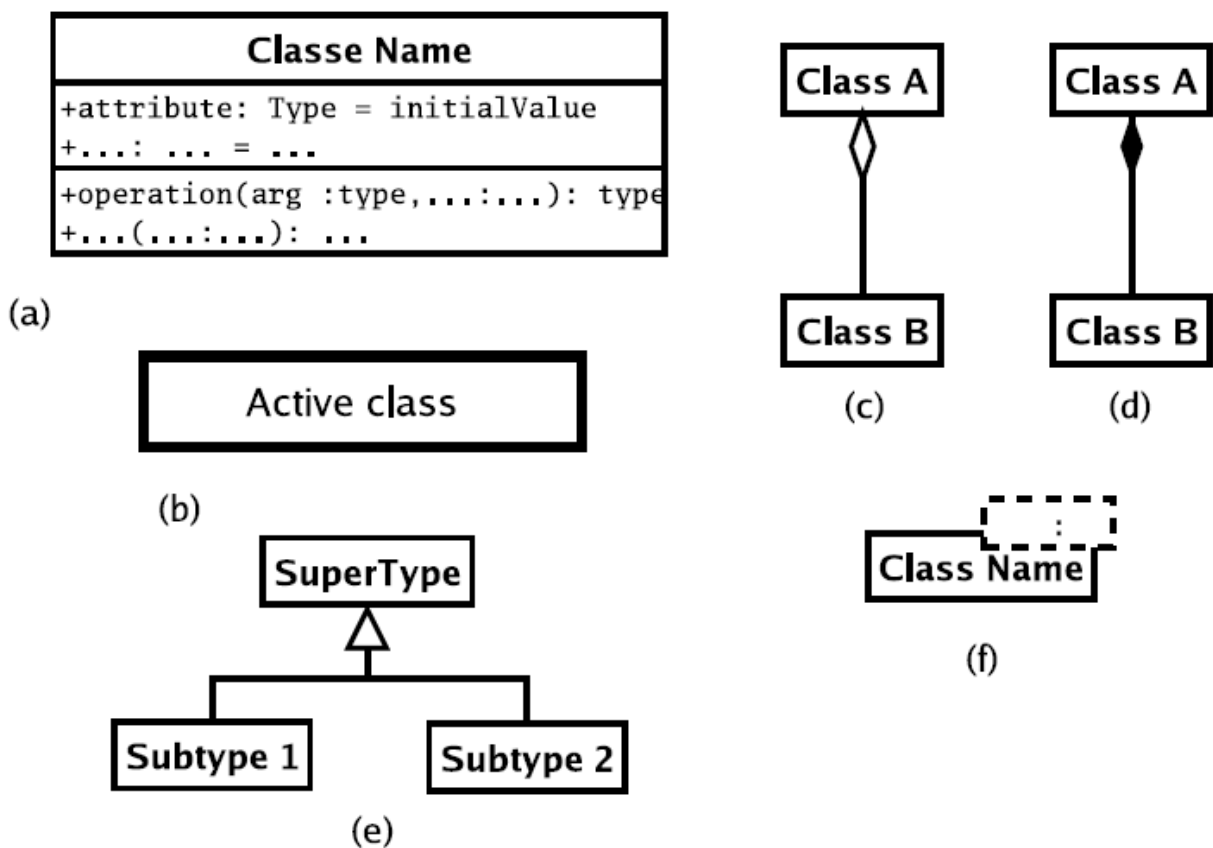 Classe Name
+attribute: Type = initialValue
+...: ... = ...
+operation(arg :type,...:...): type
+...(...:...): ...
(a)
Active class
(b)
SuperType
Subtype 1
Subtype 2
(e)
Class A
Class B
(c)
Class A
Class B
(d)
:
Class Name
(f)